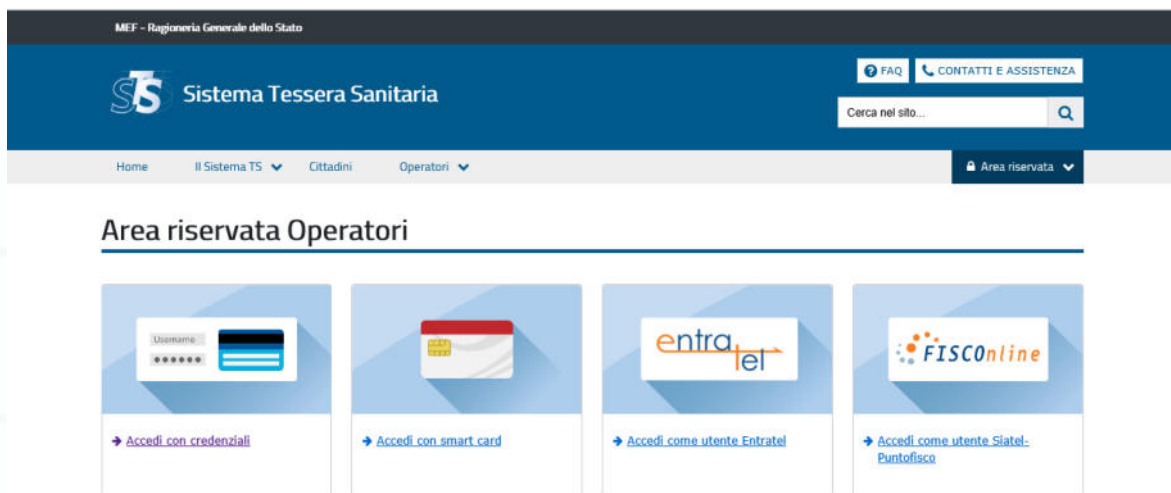 MEF - Ragioneria Generale dello Stato
FAQ
CONTATTI E ASSISTENZA
STS
Sistema Tessera Sanitaria
Cerca nel sito...
Home
Il Sistema TS
Cittadini
Operatori
Area riservata
Area riservata Operatori
Username
entratel
FISCOnline
Accedi con credenziali
Accedi con smart card
Accedi come utente Entratel
Accedi come utente Siatel-
Puntofisco